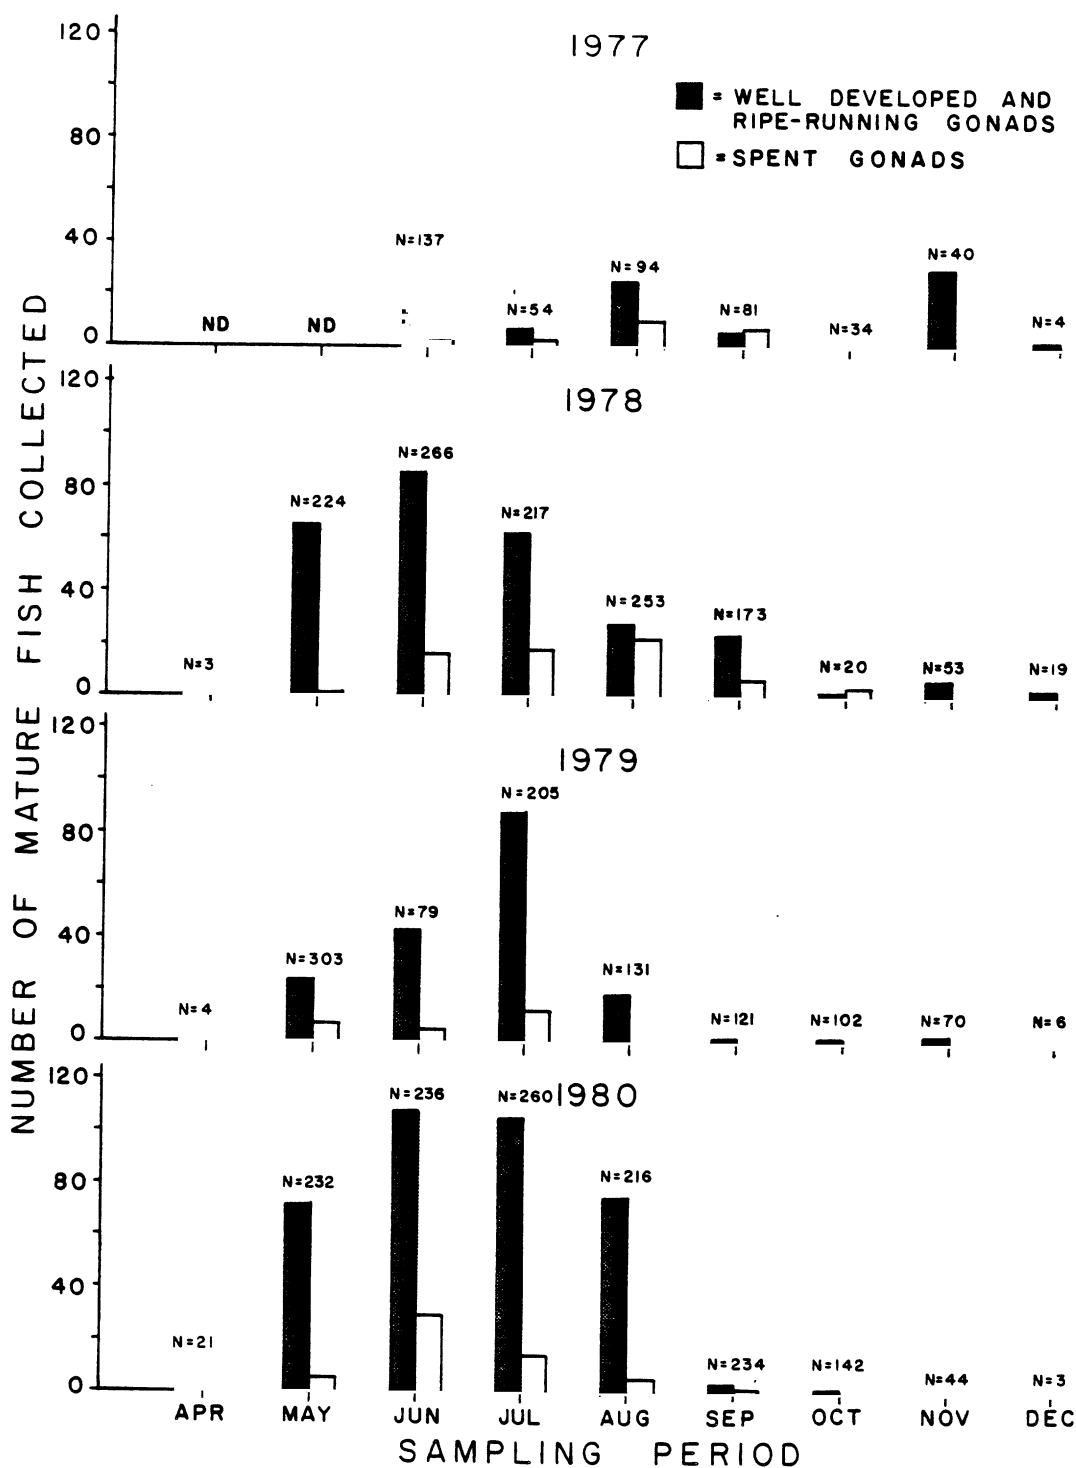 NUMBER OF MATURE FISH COLLECTED
1977
120
80
40
0
■ = WELL DEVELOPED AND
RIPE-RUNNING GONADS
□ = SPENT GONADS
ND
ND
N=137
N=54
N=94
N=81
N=34
N=40
N=4
1978
120
80
40
0
N=3
N=224
N=266
N=217
N=253
N=173
N=20
N=53
N=19
1979
120
80
40
0
N=4
N=303
N=79
N=205
N=131
N=121
N=102
N=70
N=6
1980
120
80
40
0
N=21
N=232
N=236
N=260
N=216
N=234
N=142
N=44
N=3
APR MAY JUN JUL AUG SEP OCT NOV DEC
SAMPLING PERIOD